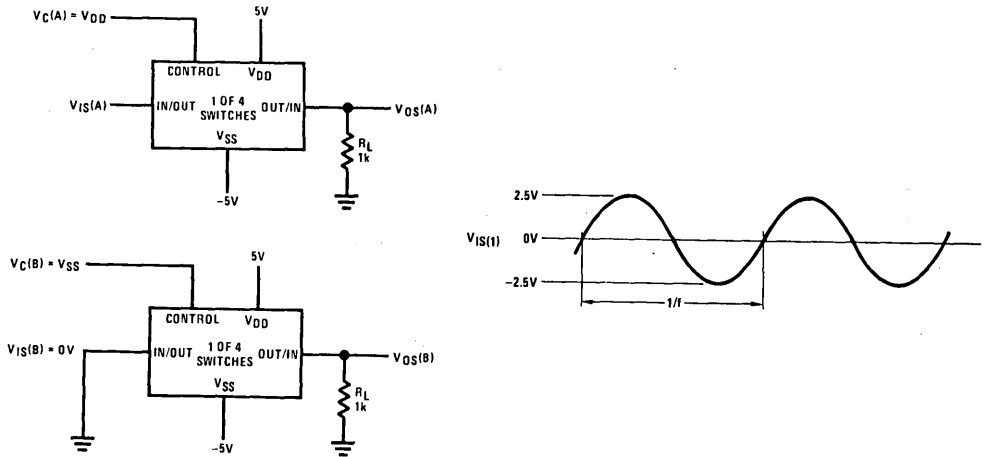 VC(A) = VDD
5V
CONTROL VDD
VIS(A)
IN/OUT 1 OF 4 SWITCHES OUT/IN
VOS(A)
VSS
RL
1k
-5V
VC(B) = VSS
5V
CONTROL VDD
VIS(B) = 0V
IN/OUT 1 OF 4 SWITCHES OUT/IN
VOS(B)
VSS
RL
1k
-5V
2.5V
VIS(1) 0V
-2.5V
1/f